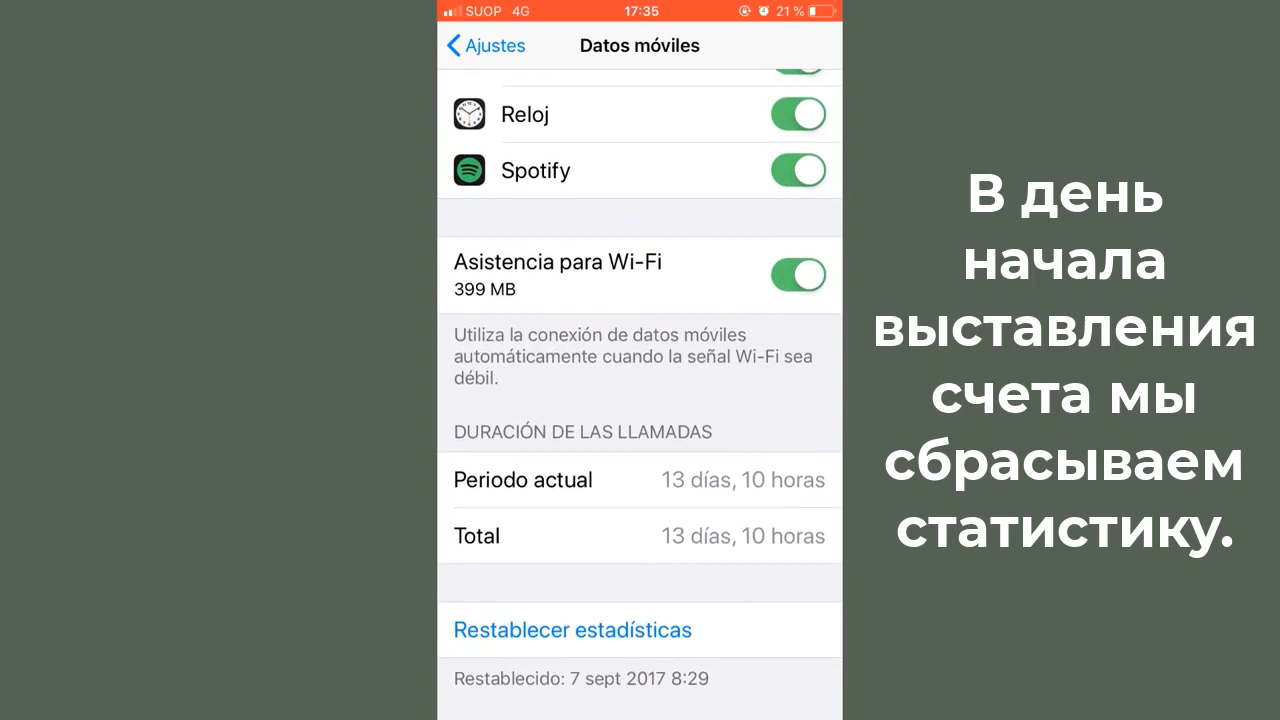 SUOP 4G 17:35 21 %
Ajustes Datos móviles
Reloj
Spotify
Asistencia para Wi-Fi
399 MB
Utiliza la conexión de datos móviles
automáticamente cuando la señal Wi-Fi sea
débil.
DURACIÓN DE LAS LLAMADAS
Periodo actual 13 días, 10 horas
Total 13 días, 10 horas
Restablecer estadísticas
Restablecido: 7 sept 2017 8:29
В день
начала
выставления
счета мы
сбрасываем
статистику.